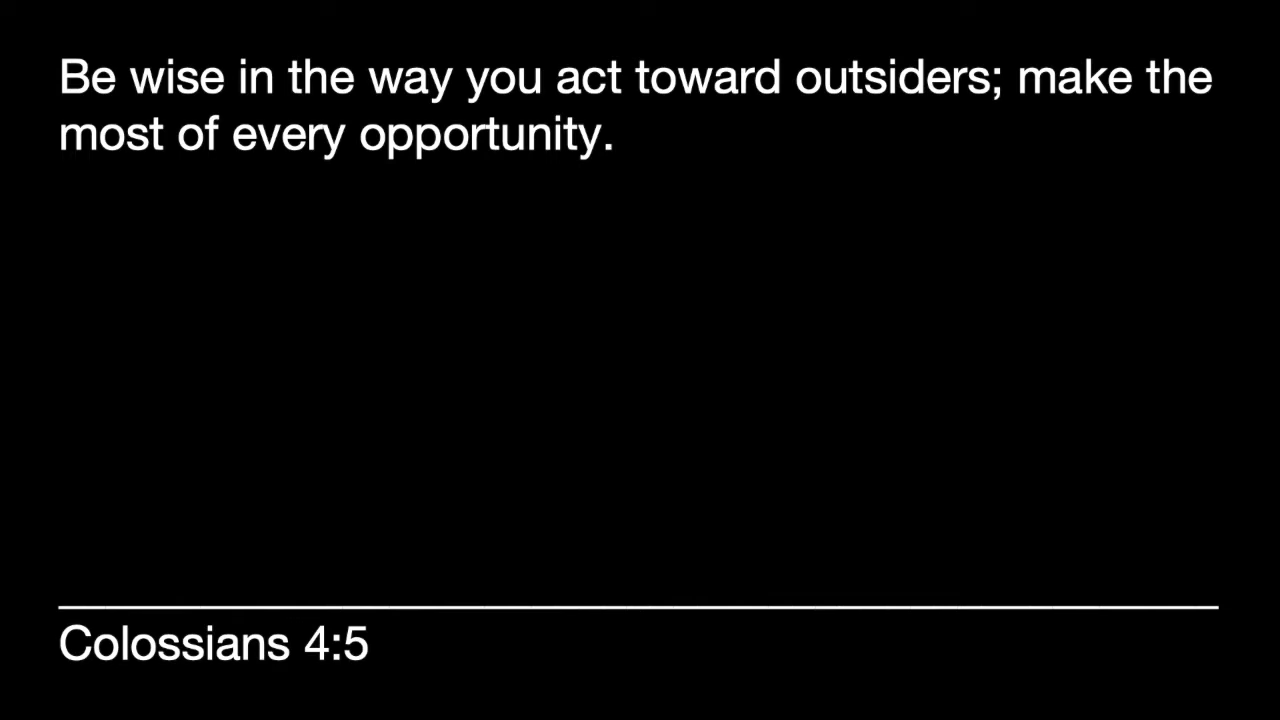 Be wise in the way you act toward outsiders; make the
most of every opportunity.
Colossians 4:5